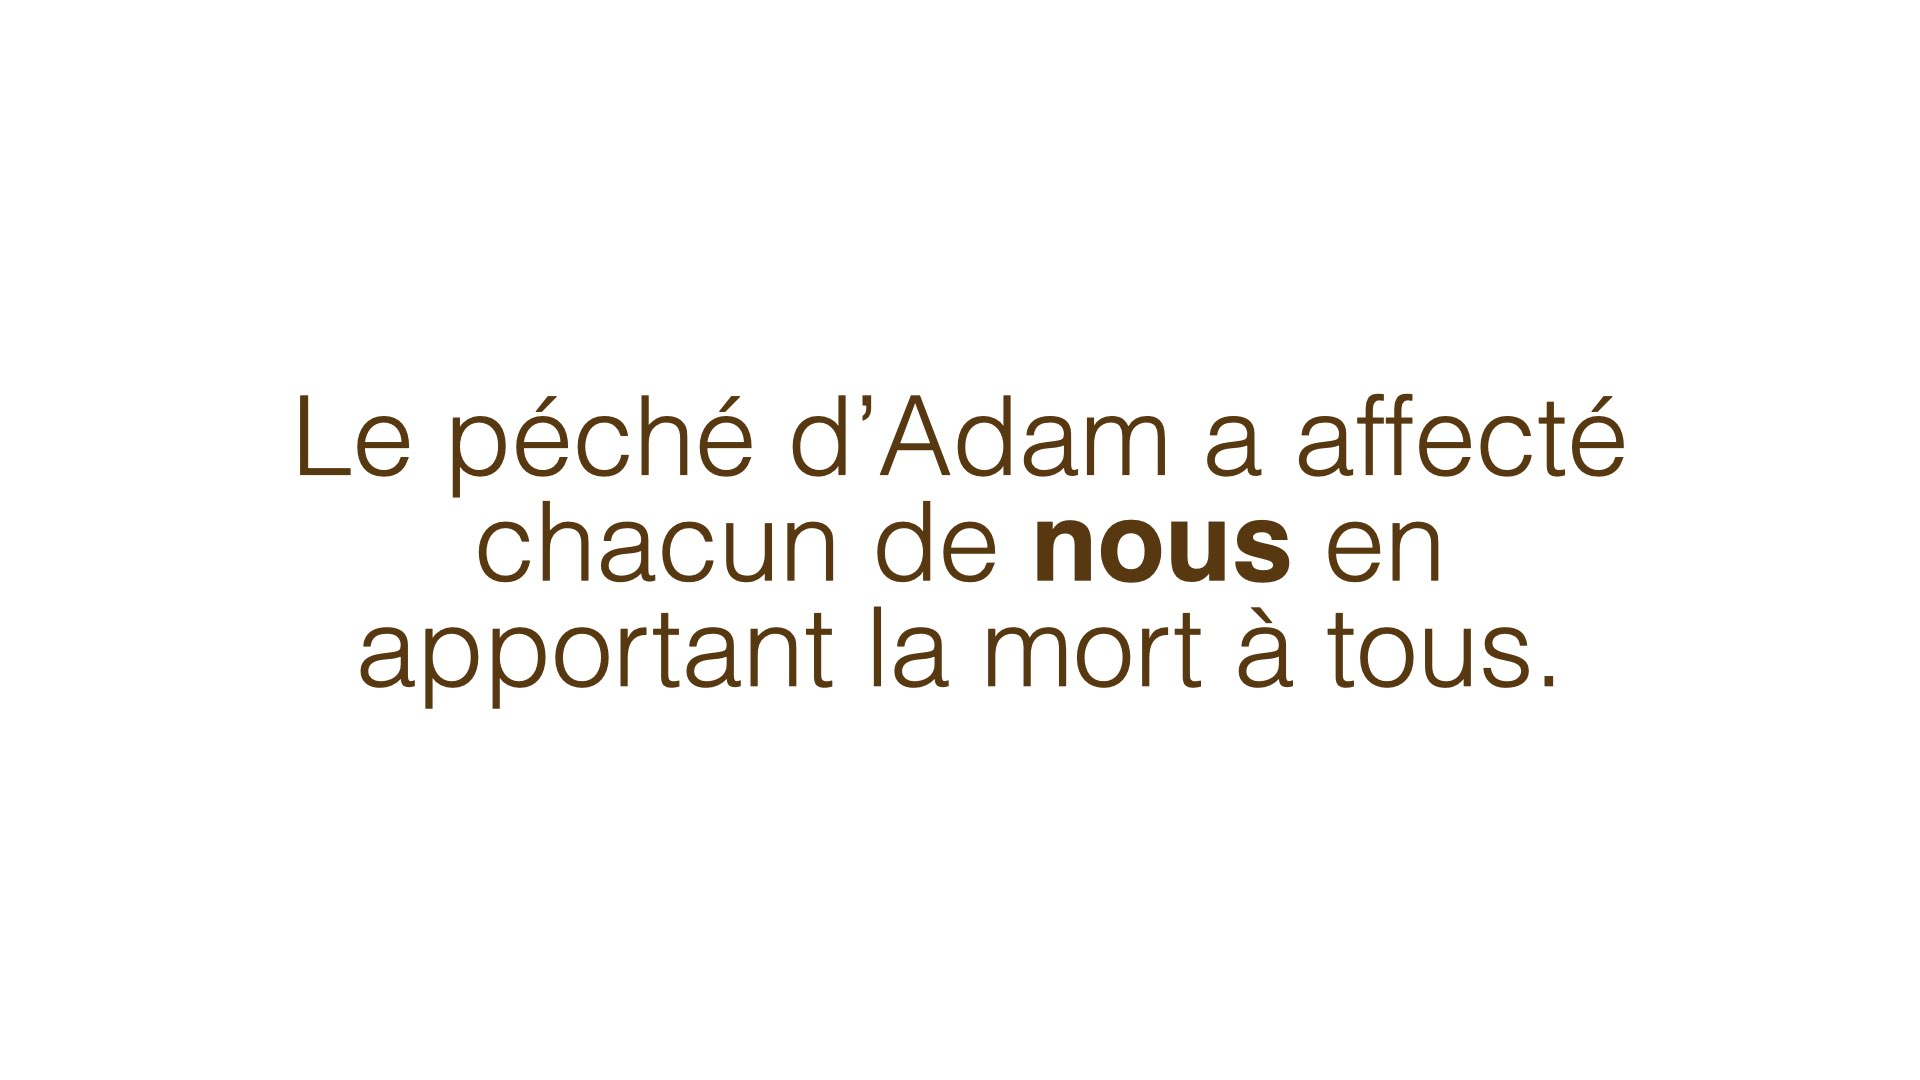 Le péché d’Adam a affecté
chacun de nous en
apportant la mort à tous.